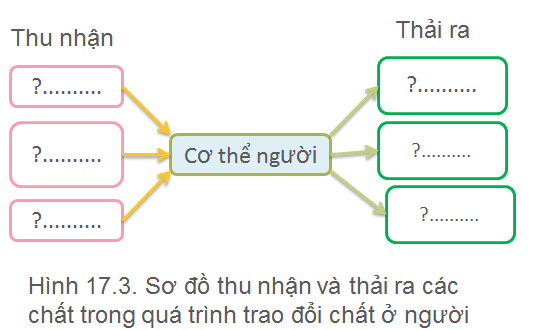 Thu nhận
Thải ra
?..........
?..........
?..........
Cơ thể người
?..........
?..........
?..........
Hình 17.3. Sơ đồ thu nhận và thải ra các
chất trong quá trình trao đổi chất ở người